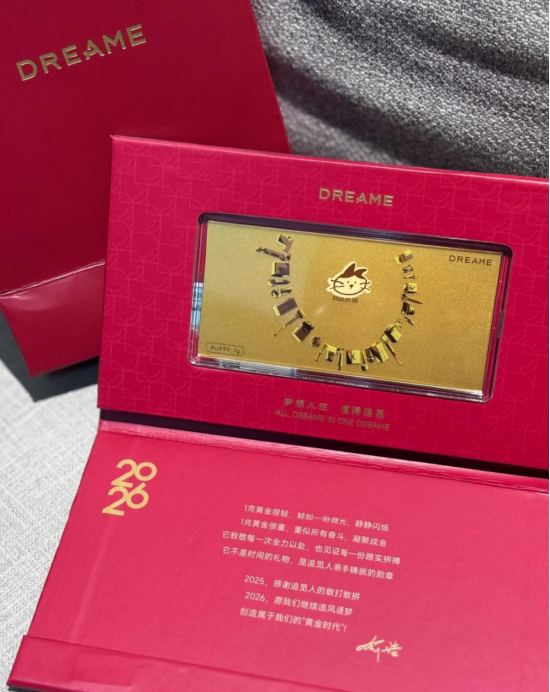 DREAME
DREAME
DREAME
Au999 1g
梦想人生 值得追觅
ALL DREAMS IN ONE DREAME
2026
1克黄金很轻，轻如一份微光，静静闪烁
1克黄金很重，重似所有奋斗，凝聚成金
它致敬每一次全力以赴，也见证每一份踏实拼搏
它不是时间的礼物，是追觅人亲手铸就的勋章
2025，感谢追觅人的敢打敢拼
2026，愿我们继续追风逐梦
创造属于我们的“黄金时代”！